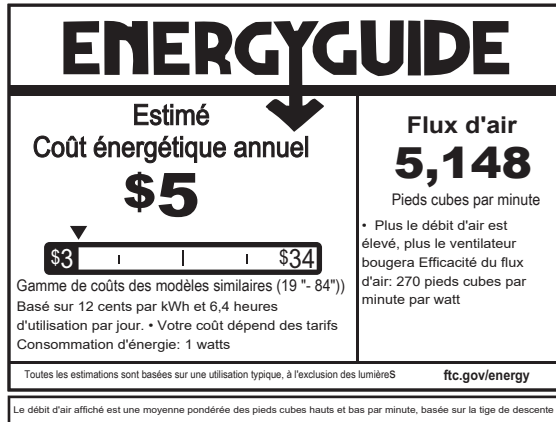 ENERGYGUIDE
Estimé
Coût énergétique annuel
$5
$3
$34
Gamme de coûts des modèles similaires (19 "- 84"))
Basé sur 12 cents par kWh et 6,4 heures
d'utilisation par jour. • Votre coût dépend des tarifs
Consommation d'énergie: 1 watts
Flux d'air
5,148
Pieds cubes par minute
• Plus le débit d'air est
élevé, plus le ventilateur
bougera Efficacité du flux
d'air: 270 pieds cubes par
minute par watt
Toutes les estimations sont basées sur une utilisation typique, à l'exclusion des lumièreS
ftc.gov/energy
Le débit d'air affiché est une moyenne pondérée des pieds cubes hauts et bas par minute, basée sur la tige de descente